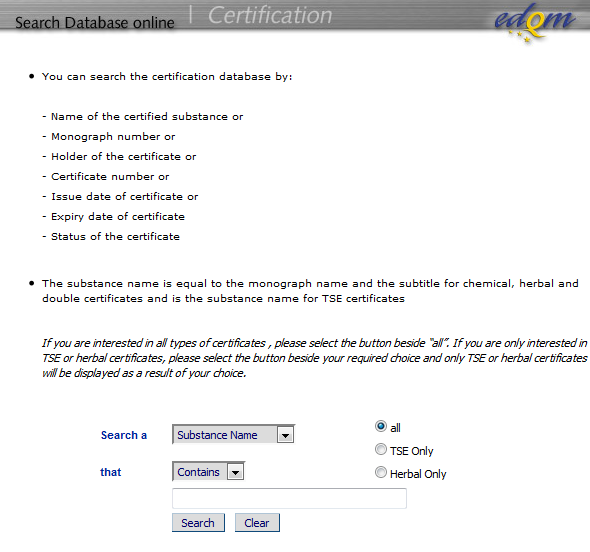 Search Database online | Certification edQm
• You can search the certification database by:
- Name of the certified substance or
- Monograph number or
- Holder of the certificate or
- Certificate number or
- Issue date of certificate or
- Expiry date of certificate
- Status of the certificate
• The substance name is equal to the monograph name and the subtitle for chemical, herbal and
double certificates and is the substance name for TSE certificates
If you are interested in all types of certificates , please select the button beside "all". If you are only interested in
TSE or herbal certificates, please select the button beside your required choice and only TSE or herbal certificates
will be displayed as a result of your choice.
Search a Substance Name all
TSE Only
that Contains Herbal Only
Search Clear